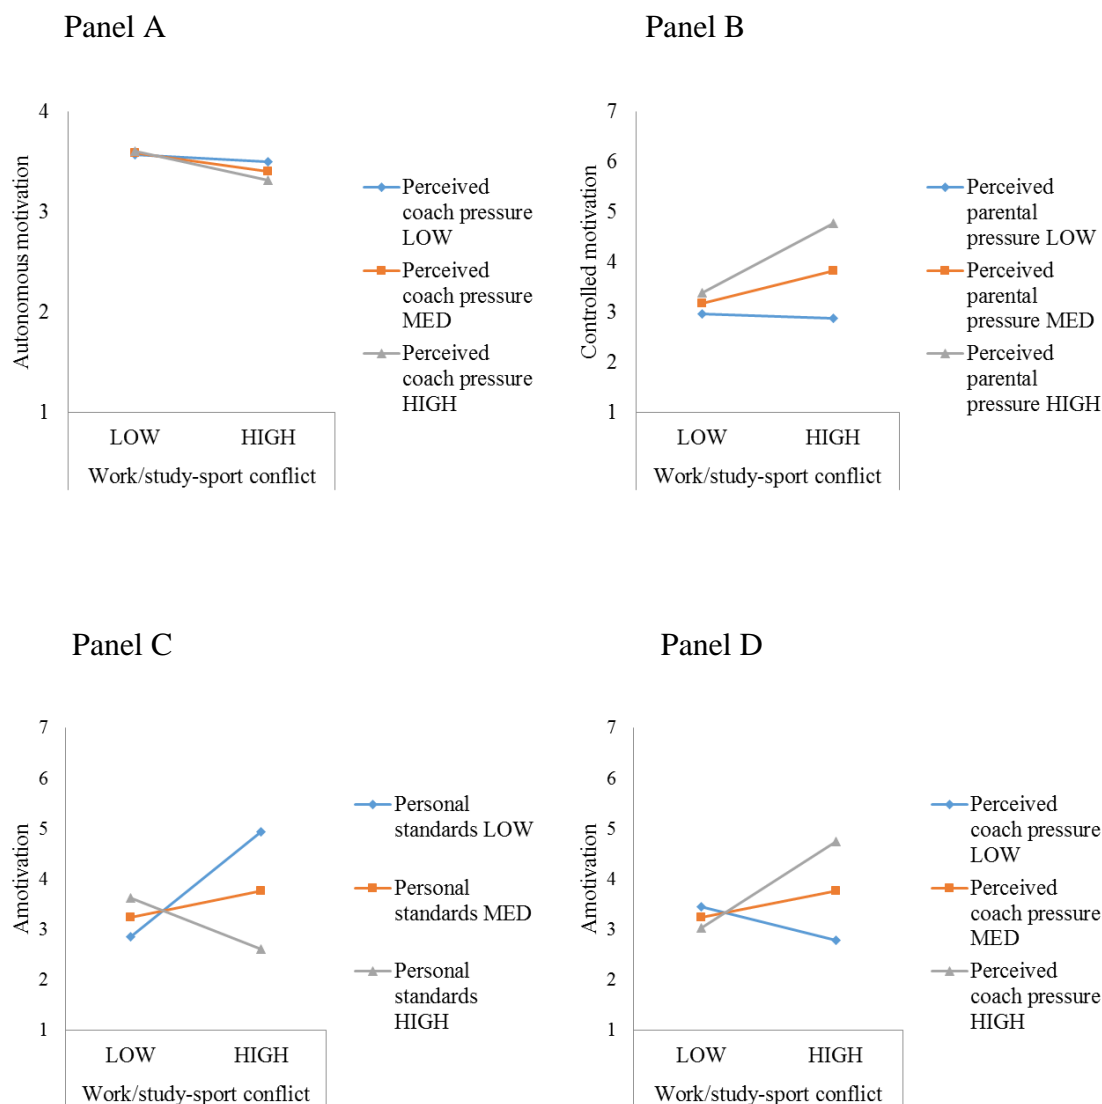 Panel A
4
3
2
1
Autonomous motivation
LOW HIGH
Work/study-sport conflict
Perceived
coach pressure
LOW
Perceived
coach pressure
MED
Perceived
coach pressure
HIGH
Panel B
7
6
5
4
3
2
1
Controlled motivation
LOW HIGH
Work/study-sport conflict
Perceived
parental
pressure LOW
Perceived
parental
pressure MED
Perceived
parental
pressure HIGH
Panel C
7
6
5
4
3
2
1
Amotivation
LOW HIGH
Work/study-sport conflict
Personal
standards LOW
Personal
standards MED
Personal
standards
HIGH
Panel D
7
6
5
4
3
2
1
Amotivation
LOW HIGH
Work/study-sport conflict
Perceived
coach pressure
LOW
Perceived
coach pressure
MED
Perceived
coach pressure
HIGH